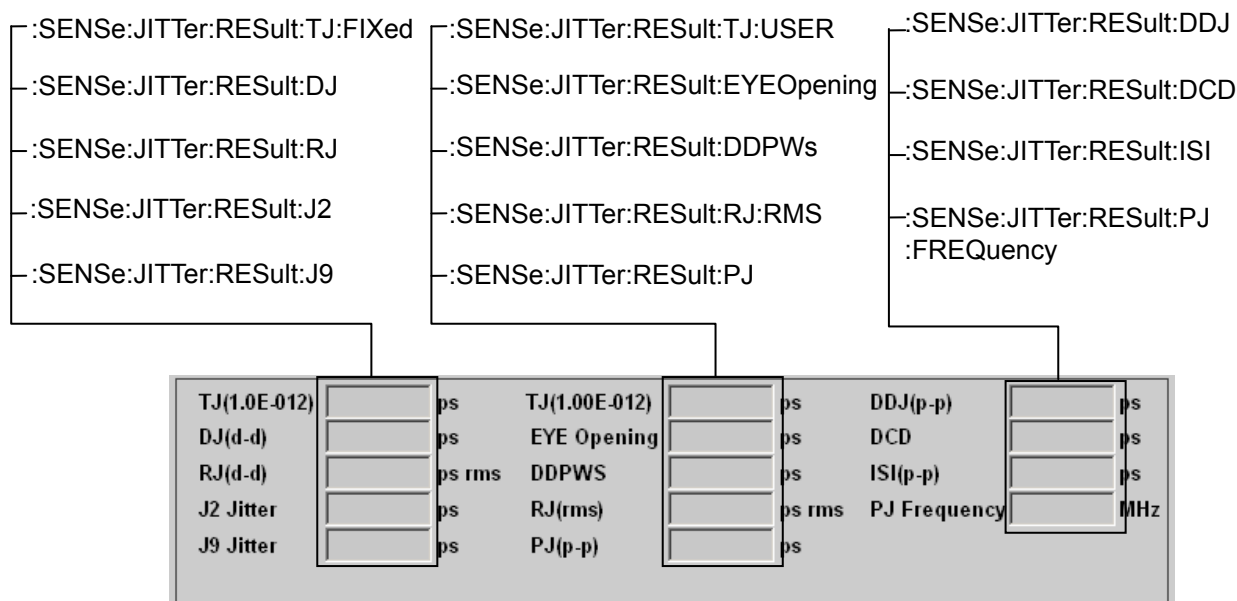 :SENSe:JITTer:RESult:TJ:FIXed
:SENSe:JITTer:RESult:DJ
:SENSe:JITTer:RESult:RJ
:SENSe:JITTer:RESult:J2
:SENSe:JITTer:RESult:J9
:SENSe:JITTer:RESult:TJ:USER
:SENSe:JITTer:RESult:EYEOpening
:SENSe:JITTer:RESult:DDPWs
:SENSe:JITTer:RESult:RJ:RMS
:SENSe:JITTer:RESult:PJ
:SENSe:JITTer:RESult:DDJ
:SENSe:JITTer:RESult:DCD
:SENSe:JITTer:RESult:ISI
:SENSe:JITTer:RESult:PJ
:FREQuency
TJ(1.0E-012) ps
DJ(d-d) ps
RJ(d-d) ps rms
J2 Jitter ps
J9 Jitter ps
TJ(1.00E-012) ps
EYE Opening ps
DDPWS ps
RJ(rms) ps rms
PJ(p-p) ps
DDJ(p-p) ps
DCD ps
ISI(p-p) ps
PJ Frequency MHz